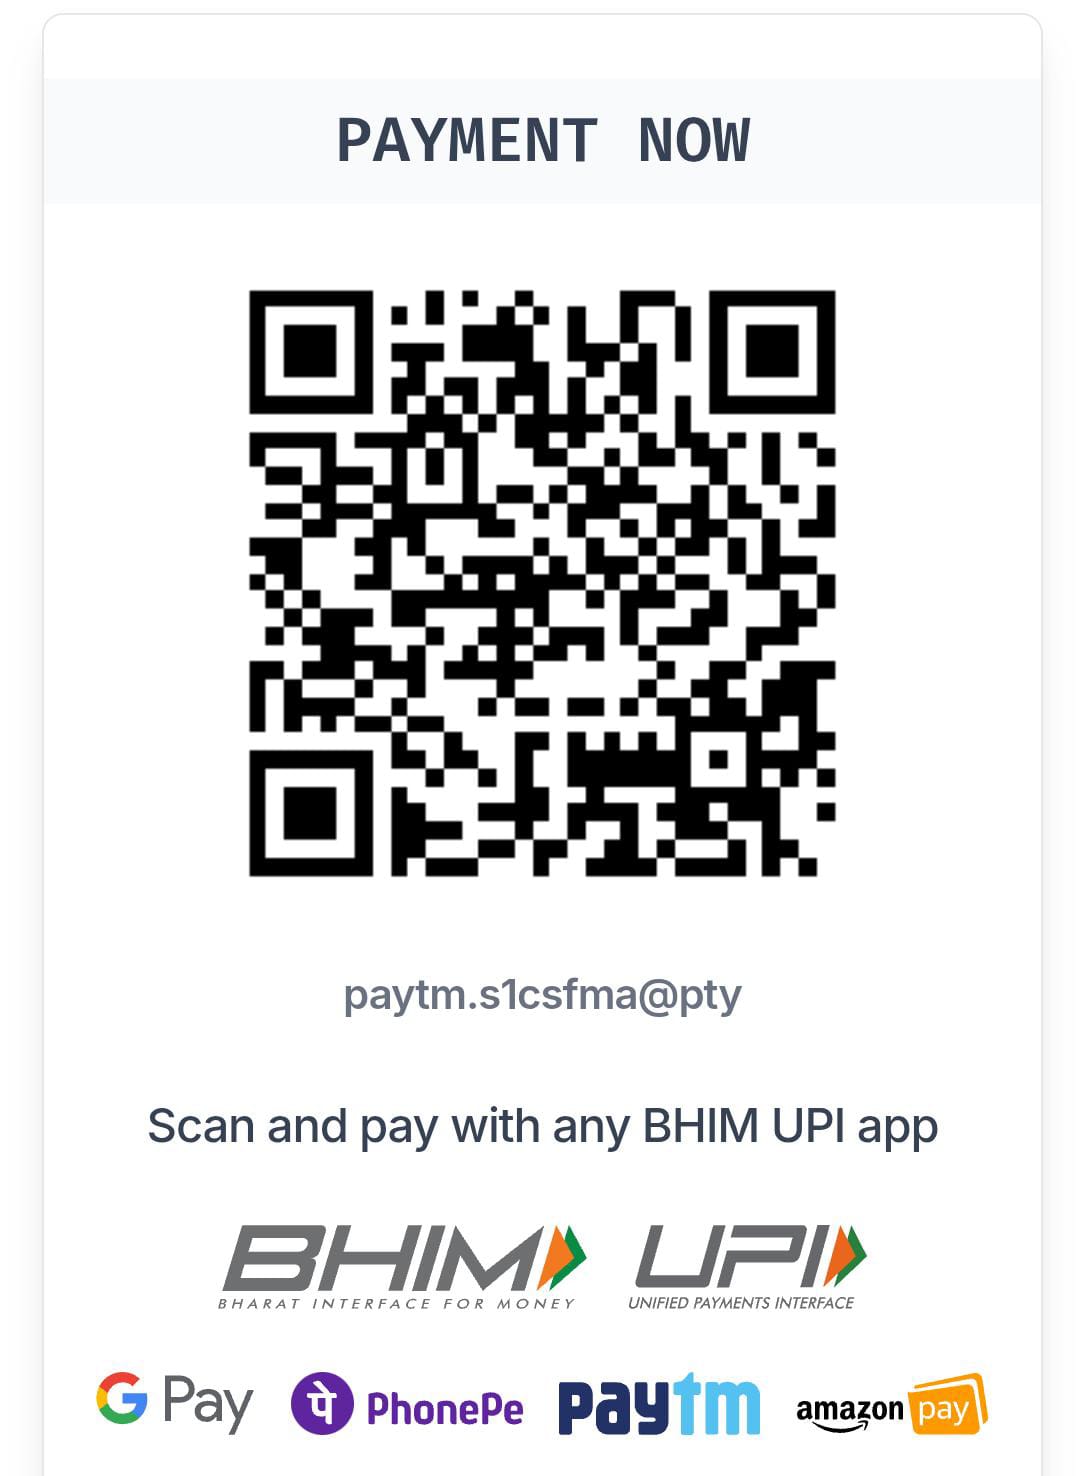 PAYMENT NOW
paytm.s1csfma@pty
Scan and pay with any BHIM UPI app
BHIM UPI
BHARAT INTERFACE FOR MONEY UNIFIED PAYMENTS INTERFACE
G Pay पे PhonePe paytm amazon pay